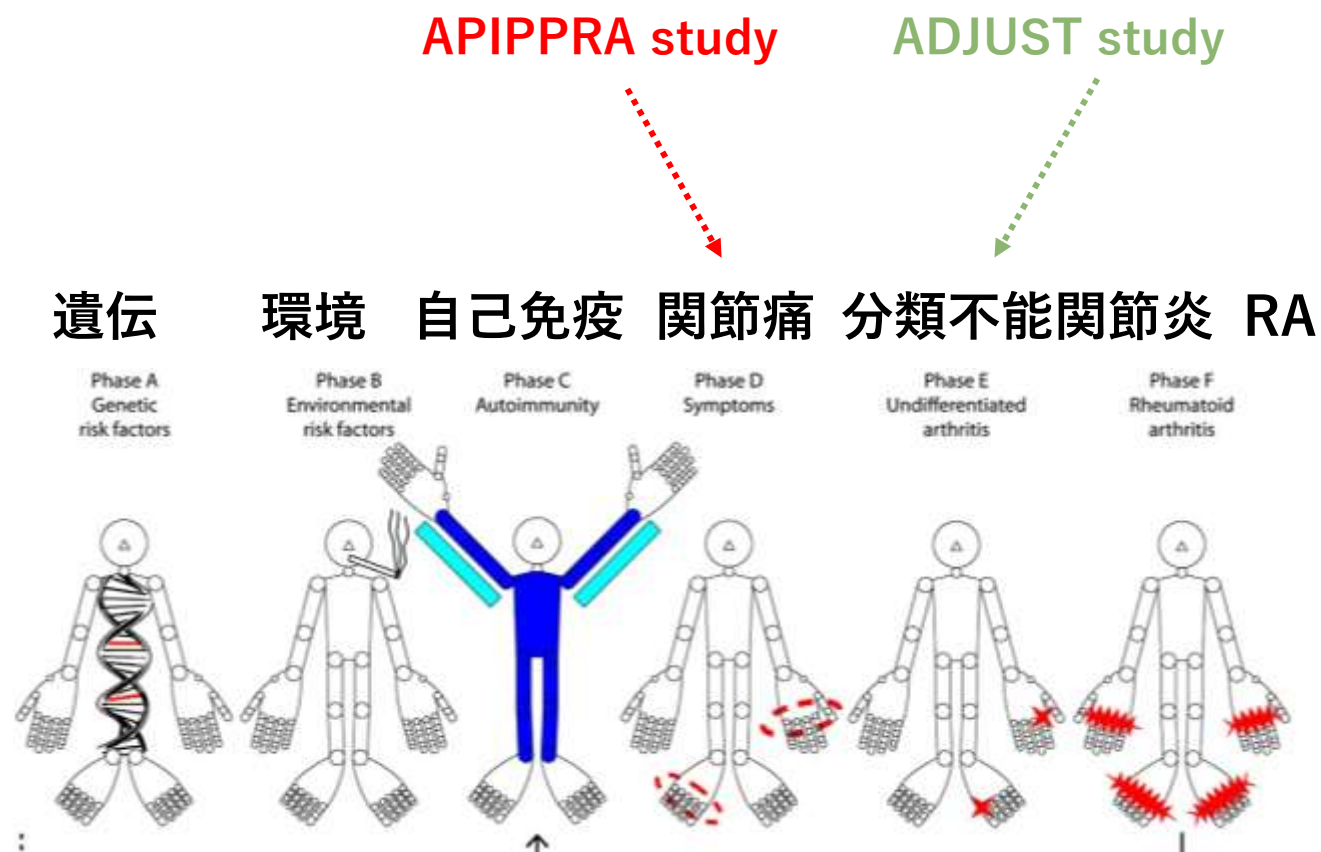 APIPPRA study ADJUST study
遺伝 環境 自己免疫 関節痛 分類不能関節炎 RA
Phase A
Genetic
risk factors
Phase B
Environmental
risk factors
Phase C
Autoimmunity
Phase D
Symptoms
Phase E
Undifferentiated
arthritis
Phase F
Rheumatoid
arthritis